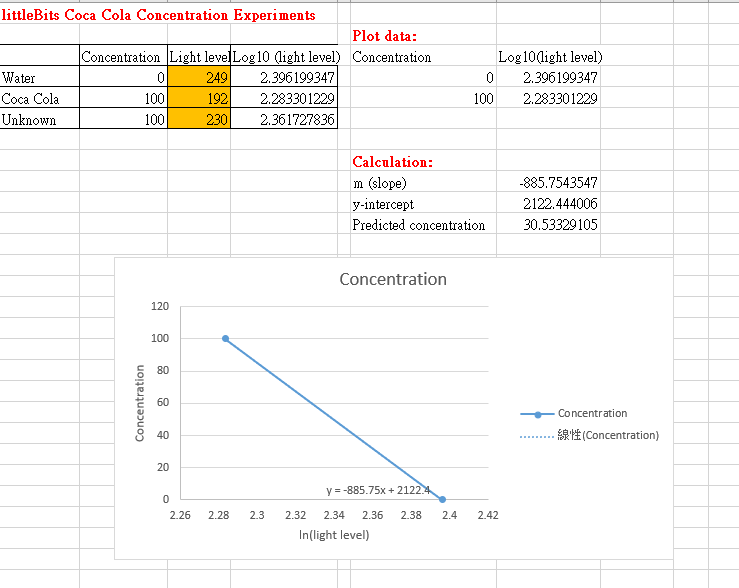 littleBits Coca Cola Concentration Experiments
Plot data:
Concentration Light level Log10 (light level) Concentration Log10(light level)
Water 0 249 2.396199347 0 2.396199347
Coca Cola 100 192 2.283301229 100 2.283301229
Unknown 100 230 2.361727836
Calculation:
m (slope) -885.7543547
y-intercept 2122.444006
Predicted concentration 30.53329105
Concentration
120
100
80
60
40
20
0
Concentration
y = -885.75x + 2122.4
2.26 2.28 2.3 2.32 2.34 2.36 2.38 2.4 2.42
ln(light level)
Concentration
線性(Concentration)